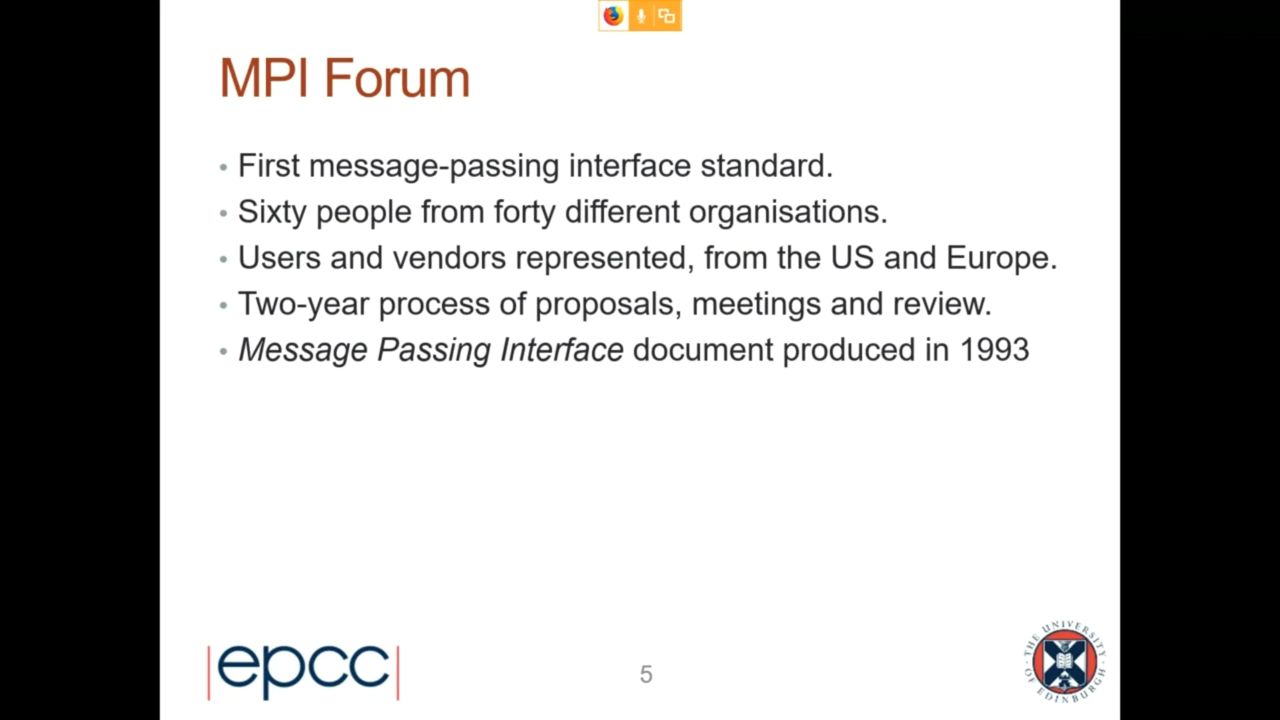 MPI Forum
• First message-passing interface standard.
• Sixty people from forty different organisations.
• Users and vendors represented, from the US and Europe.
• Two-year process of proposals, meetings and review.
• Message Passing Interface document produced in 1993
epcc
5
THE UNIVERSITY OF EDINBURGH